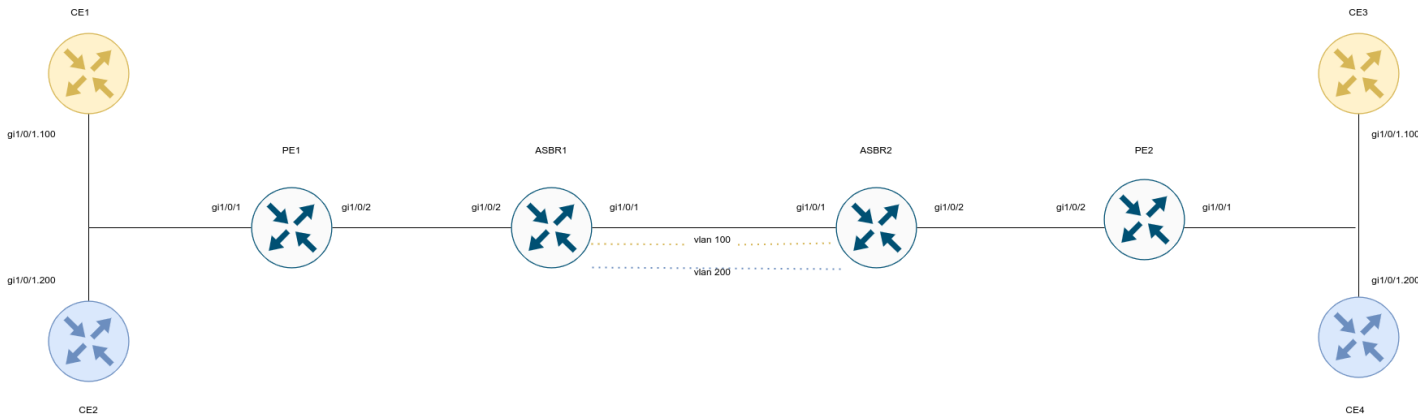 CE1
CE3
gi1/0/1.100
gi1/0/1.100
PE1
ASBR1
ASBR2
PE2
gi1/0/1
gi1/0/2
gi1/0/2
gi1/0/1
gi1/0/1
gi1/0/2
gi1/0/2
gi1/0/1
vlan 100
vlan 200
gi1/0/1.200
gi1/0/1.200
CE2
CE4